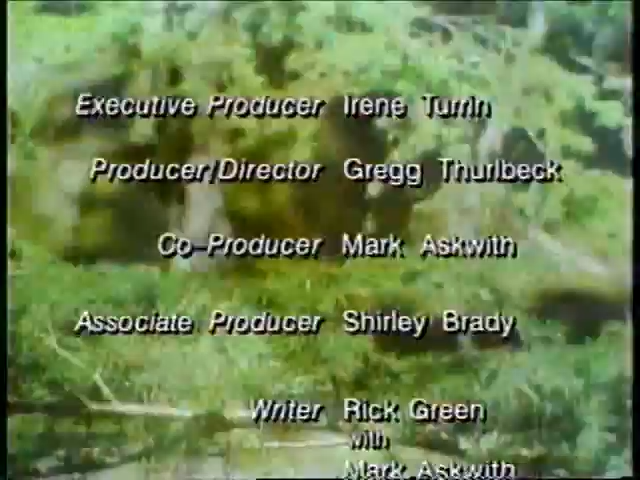 Executive Producer Irene Turrin
Producer/Director Gregg Thurlbeck
Co-Producer Mark Askwith
Associate Producer Shirley Brady
Writer Rick Green
with
Mark Askwith